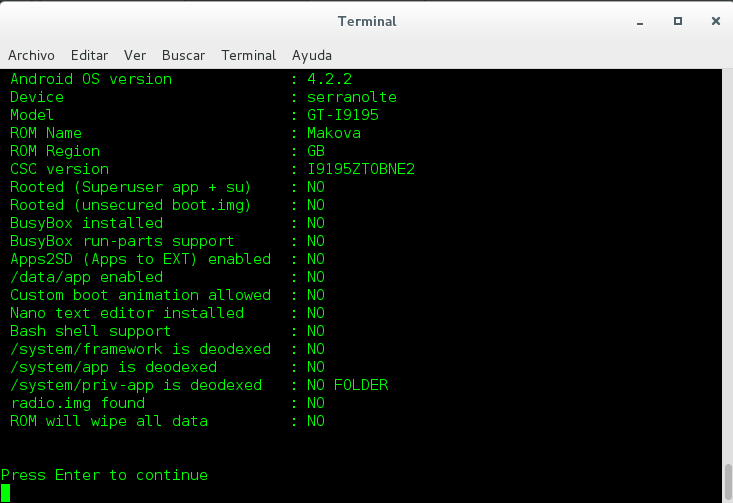 Terminal
Archivo Editar Ver Buscar Terminal Ayuda
Android OS version : 4.2.2
Device : serranolte
Model : GT-I9195
ROM Name : Makova
ROM Region : GB
CSC version : I9195ZTOBNE2
Rooted (Superuser app + su) : NO
Rooted (unsecured boot.img) : NO
BusyBox installed : NO
BusyBox run-parts support : NO
Apps2SD (Apps to EXT) enabled : NO
/data/app enabled : NO
Custom boot animation allowed : NO
Nano text editor installed : NO
Bash shell support : NO
/system/framework is deodexed : NO
/system/app is deodexed : NO
/system/priv-app is deodexed : NO FOLDER
radio.img found : NO
ROM will wipe all data : NO
Press Enter to continue